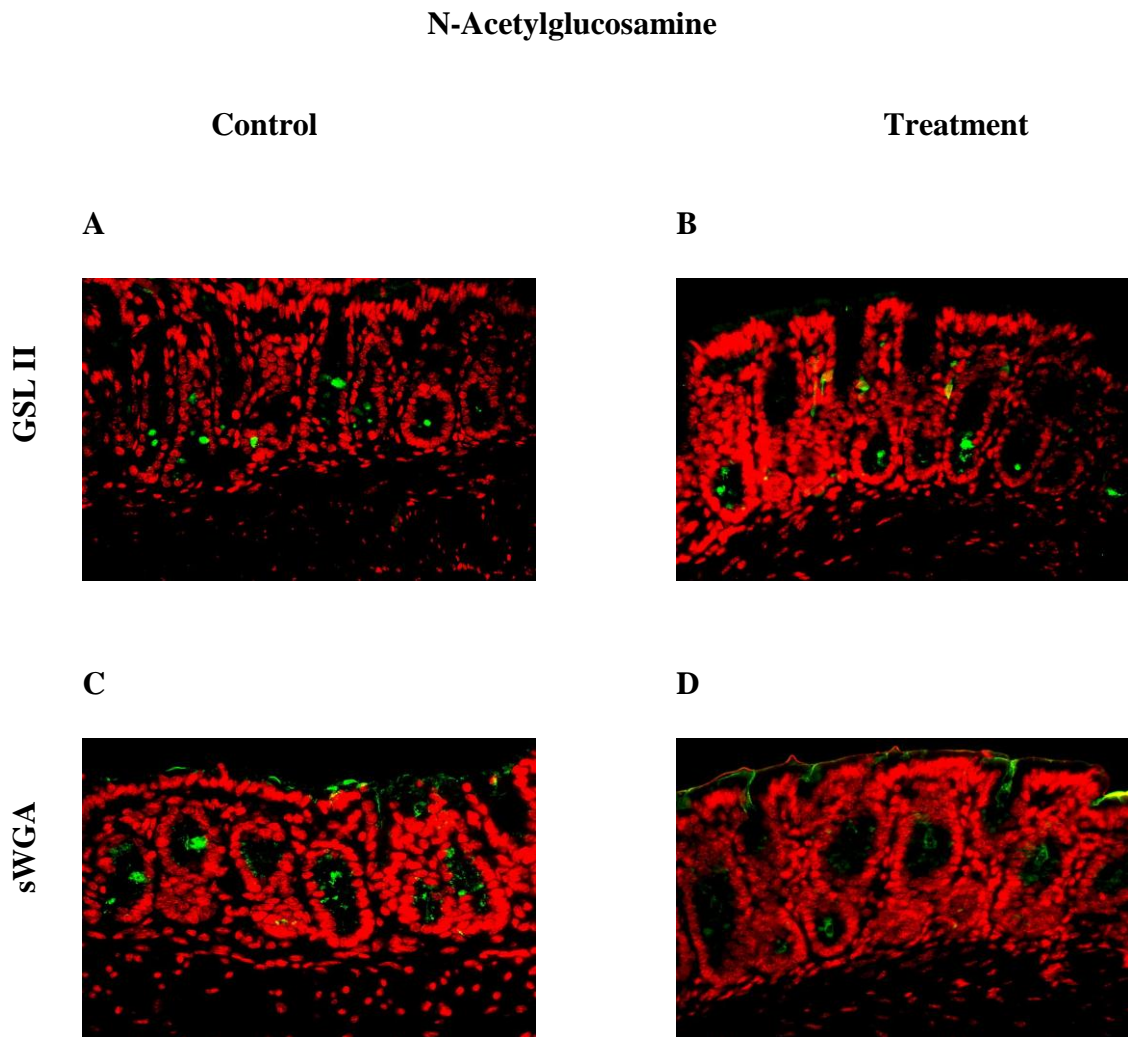 N-Acetylglucosamine
Control
Treatment
A
B
GSL II
C
D
sWGA